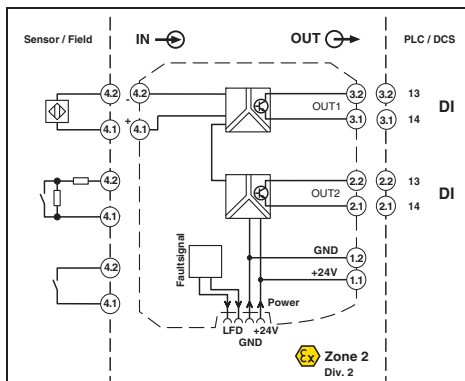 Sensor / Field
IN
OUT
PLC / DCS
4.2
4.2
-
3.2
3.2
13
OUT1
DI
4.1
+
4.1
3.1
3.1
14
4.2
2.2
2.2
13
OUT2
DI
4.1
2.1
2.1
14
Faultsignal
GND
1.2
4.2
+24V
1.1
4.1
Power
LFD
+24V
GND
Ex
Zone 2
Div. 2